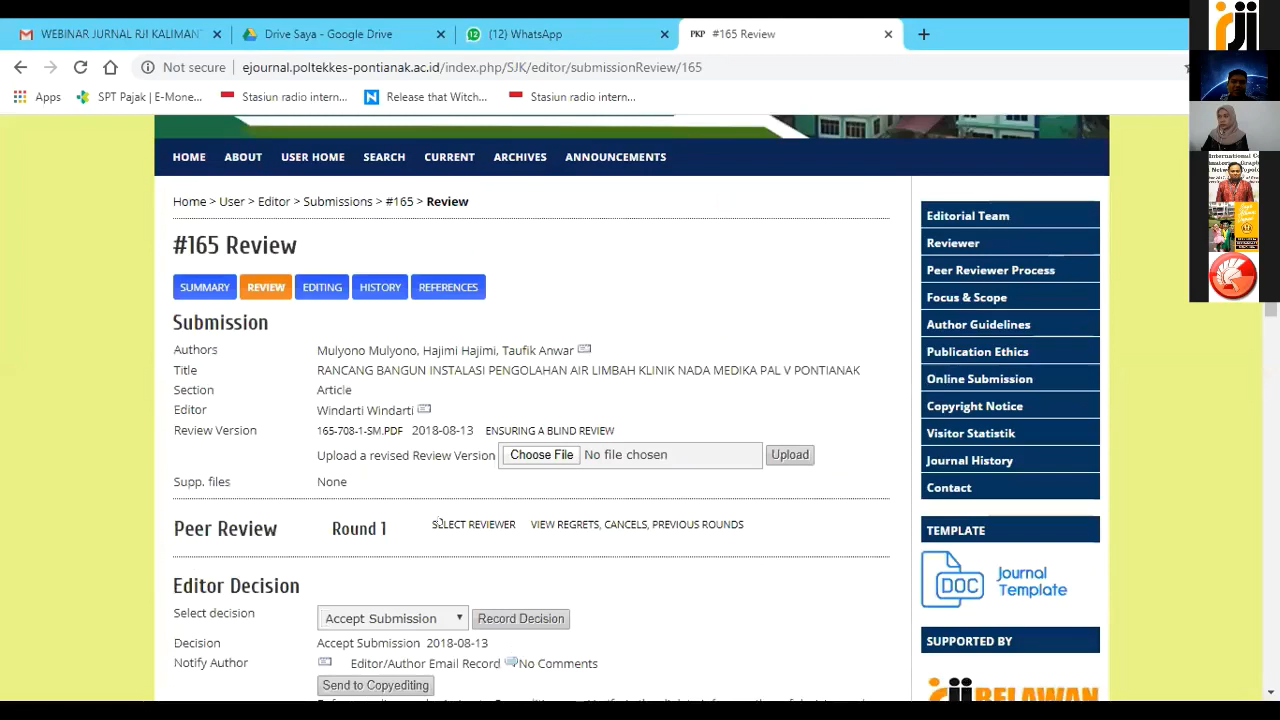 WEBINAR JURNAL RJI KALIMANT
Drive Saya - Google Drive
(12) WhatsApp
PKP #165 Review
Not secure
ejournal.poltekkes-pontianak.ac.id/index.php/SJK/editor/submissionReview/165
Apps
SPT Pajak | E-Mone...
Stasiun radio intern...
Release that Witch...
Stasiun radio intern...
HOME ABOUT USER HOME SEARCH CURRENT ARCHIVES ANNOUNCEMENTS
Home > User > Editor > Submissions > #165 > Review
#165 Review
SUMMARY REVIEW EDITING HISTORY REFERENCES
Submission
Authors Mulyono Mulyono, Hajimi Hajimi, Taufik Anwar
Title RANCANG BANGUN INSTALASI PENGOLAHAN AIR LIMBAH KLINIK NADA MEDIKA PAL V PONTIANAK
Section Article
Editor Windarti Windarti
Review Version 165-708-1-SM.PDF 2018-08-13 ENSURING A BLIND REVIEW
Upload a revised Review Version Choose File No file chosen Upload
Supp. files None
Peer Review Round 1 SELECT REVIEWER VIEW REGRETS, CANCELS, PREVIOUS ROUNDS
Editor Decision
Select decision Accept Submission Record Decision
Decision Accept Submission 2018-08-13
Notify Author Editor/Author Email Record No Comments
Send to Copyediting
Editorial Team
Reviewer
Peer Reviewer Process
Focus & Scope
Author Guidelines
Publication Ethics
Online Submission
Copyright Notice
Visitor Statistik
Journal History
Contact
TEMPLATE
DOC
Journal
Template
SUPPORTED BY
RELAWAN
rji